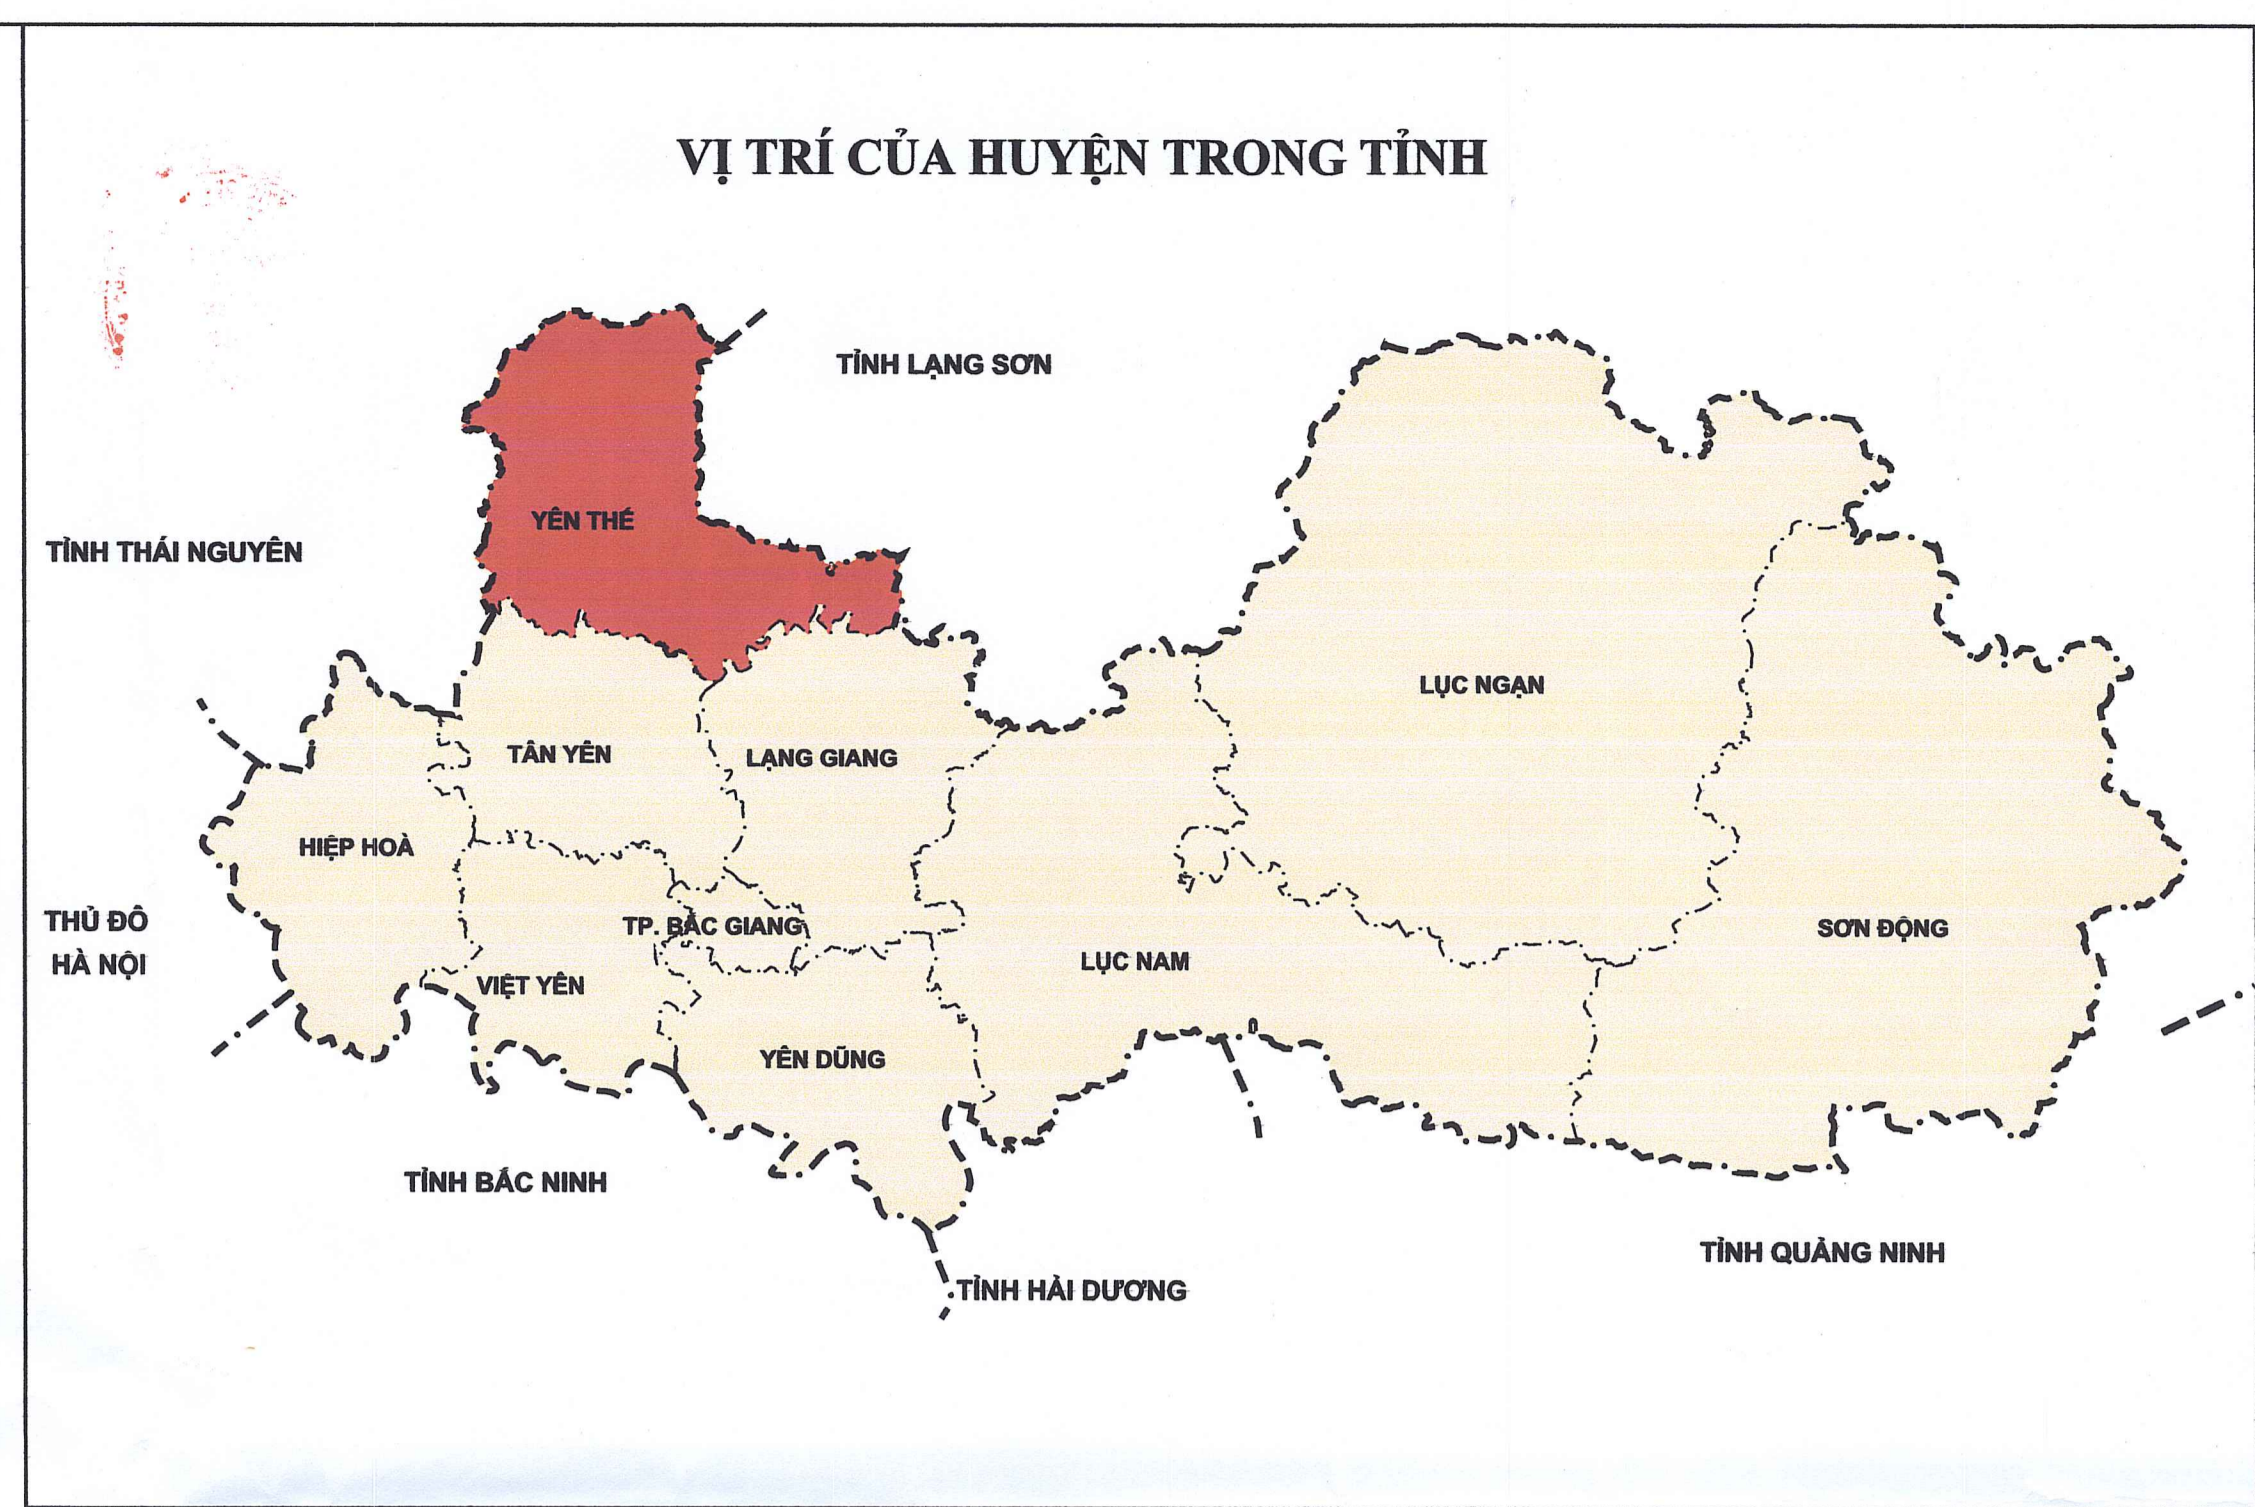 VỊ TRÍ CỦA HUYỆN TRONG TỈNH
TỈNH LẠNG SƠN
YÊN THẾ
TỈNH THÁI NGUYÊN
LỤC NGẠN
TÂN YÊN
LẠNG GIANG
HIỆP HOÀ
THỦ ĐÔ
HÀ NỘI
TP. BẮC GIANG
SƠN ĐỘNG
LỤC NAM
VIỆT YÊN
YÊN DŨNG
TỈNH BẮC NINH
TỈNH QUẢNG NINH
TỈNH HẢI DƯƠNG